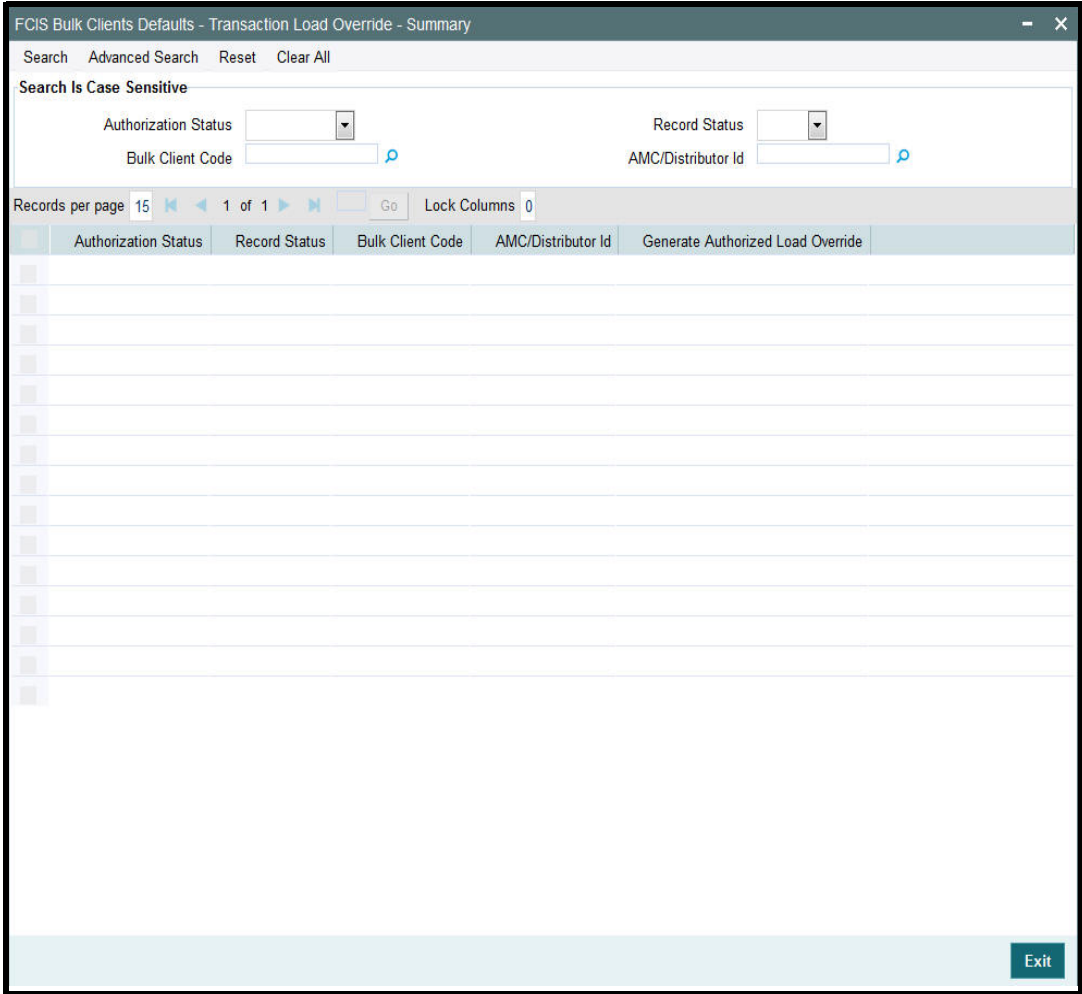 FCIS Bulk Clients Defaults - Transaction Load Override - Summary
Search Advanced Search Reset Clear All
Search Is Case Sensitive
Authorization Status Record Status
Bulk Client Code AMC/Distributor Id
Records per page 15 1 of 1 Go Lock Columns 0
Authorization Status Record Status Bulk Client Code AMC/Distributor Id Generate Authorized Load Override
Exit